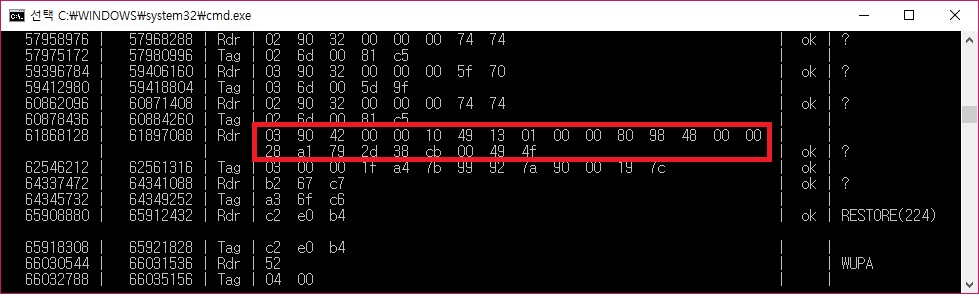 선택 C:₩WINDOWS₩system32₩cmd.exe
57958976 | 57968288 | Rdr | 02 90 32 00 00 00 74 74 | ok | ?
57975172 | 57980996 | Tag | 02 6d 00 81 c5 | |
59396784 | 59406160 | Rdr | 03 90 32 00 00 00 5f 70 | ok | ?
59412980 | 59418804 | Tag | 03 6d 00 5d 9f | |
60862096 | 60871408 | Rdr | 02 90 32 00 00 00 74 74 | ok | ?
60878436 | 60884260 | Tag | 02 6d 00 81 c5 | |
61868128 | 61897088 | Rdr | 03 90 42 00 00 10 49 13 01 00 00 80 98 48 00 00 | |
| | | 28 a1 79 2d 38 cb 00 49 4f | ok | ?
62546212 | 62561316 | Tag | 03 00 00 1f a4 7b 99 92 7a 90 00 19 7c | ok |
64337472 | 64341088 | Rdr | b2 67 c7 | ok | ?
64345732 | 64349252 | Tag | a3 6f c6 | |
65908880 | 65912432 | Rdr | c2 e0 b4 | ok | RESTORE(224)
65918308 | 65921828 | Tag | c2 e0 b4 | |
66030544 | 66031536 | Rdr | 52 | | WUPA
66032788 | 66035156 | Tag | 04 00 | |